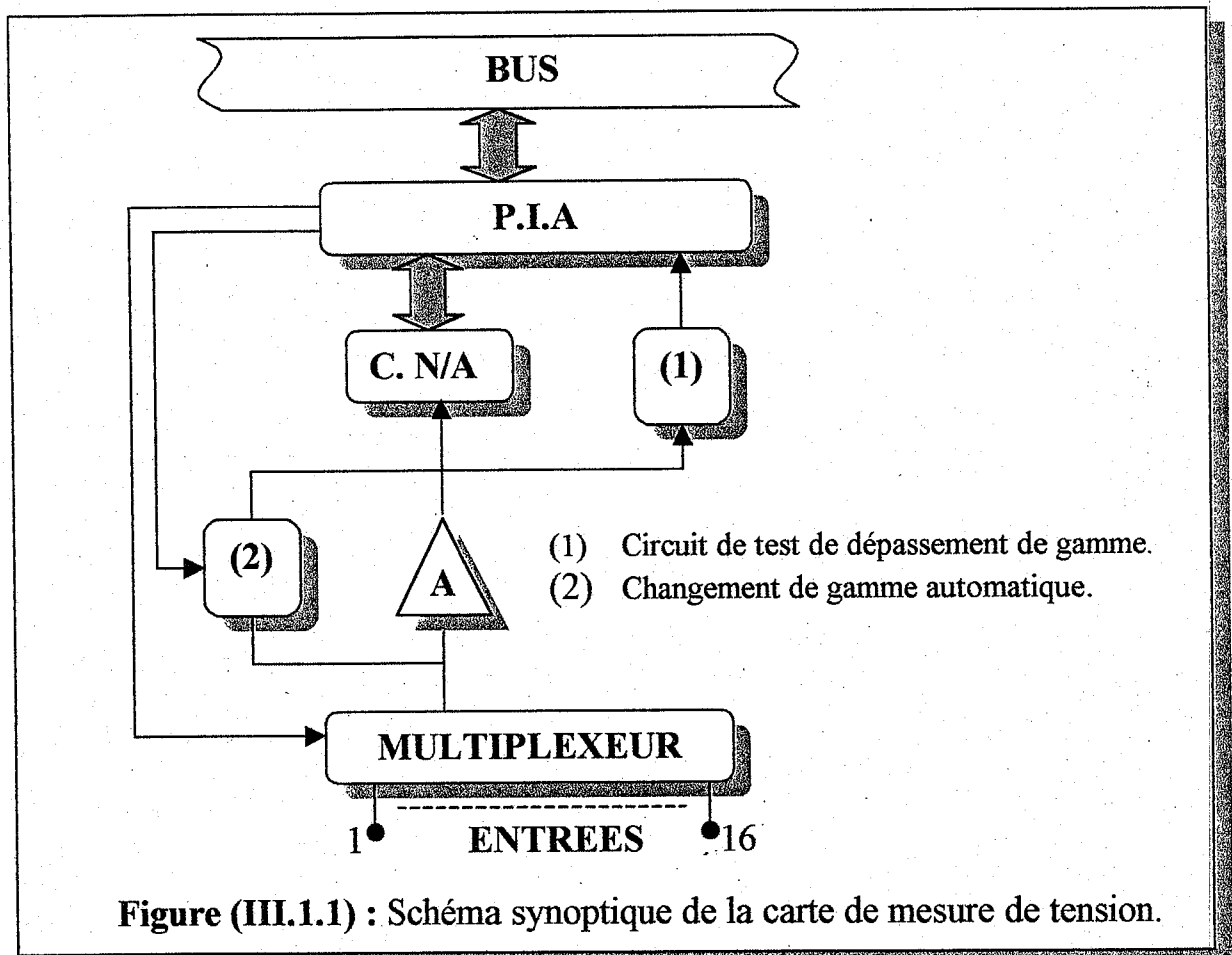 BUS
P.I.A
C. N/A
(1)
(2)
A
(1) Circuit de test de dépassement de gamme.
(2) Changement de gamme automatique.
MULTIPLEXEUR
1 ENTREES 16
Figure (III.1.1) : Schéma synoptique de la carte de mesure de tension.